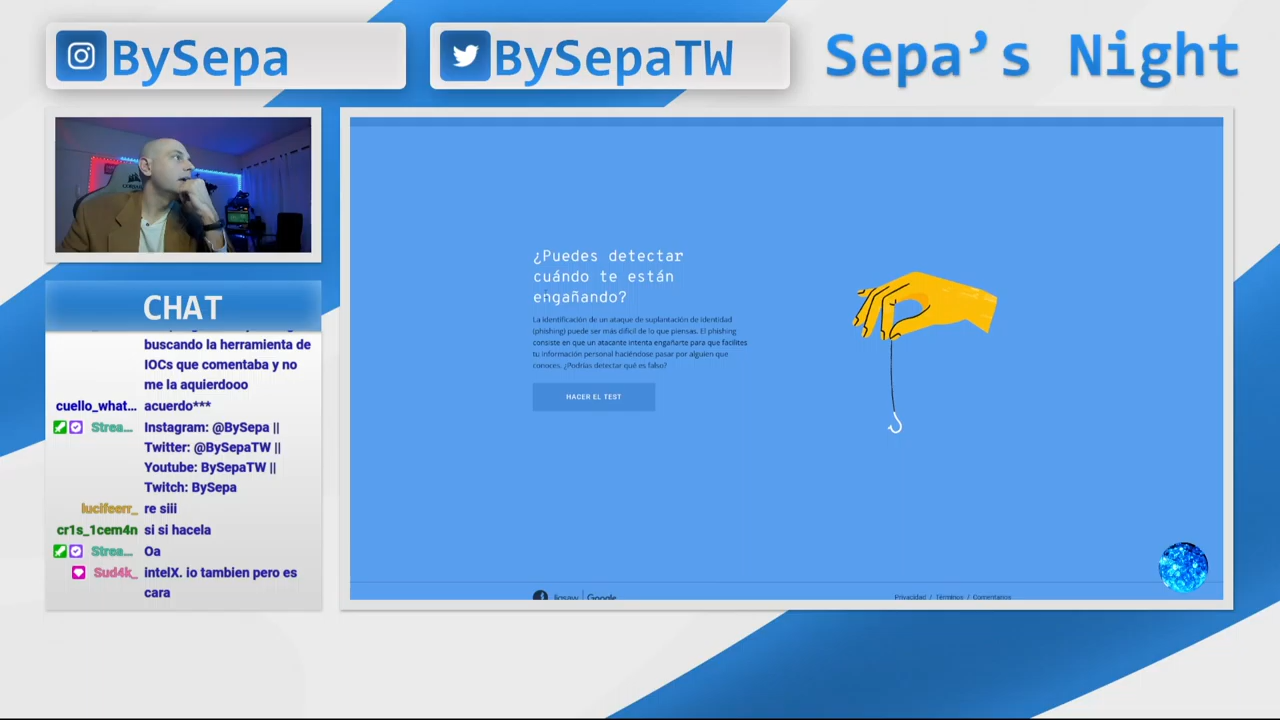 BySepa
BySepaTW
Sepa's Night
CHAT
buscando la herramienta de
IOCs que comentaba y no
me la aquierdooo
cuello_what... acuerdo***
Strea... Instagram: @BySepa ||
Twitter: @BySepaTW ||
Youtube: BySepaTW ||
Twitch: BySepa
lucifeerr_ re siii
cr1s_1cem4n si si hacela
Strea... Oa
Sud4k_ intelX. io tambien pero es
cara
¿Puedes detectar
cuándo te están
engañando?
La identificación de un ataque de suplantación de identidad
(phishing) puede ser más difícil de lo que piensas. El phishing
consiste en que un atacante intenta engañarte para que facilites
tu información personal haciéndose pasar por alguien que
conoces. ¿Podrías detectar qué es falso?
HACER EL TEST
Jigsaw | Google
Privacidad / Términos / Comentarios